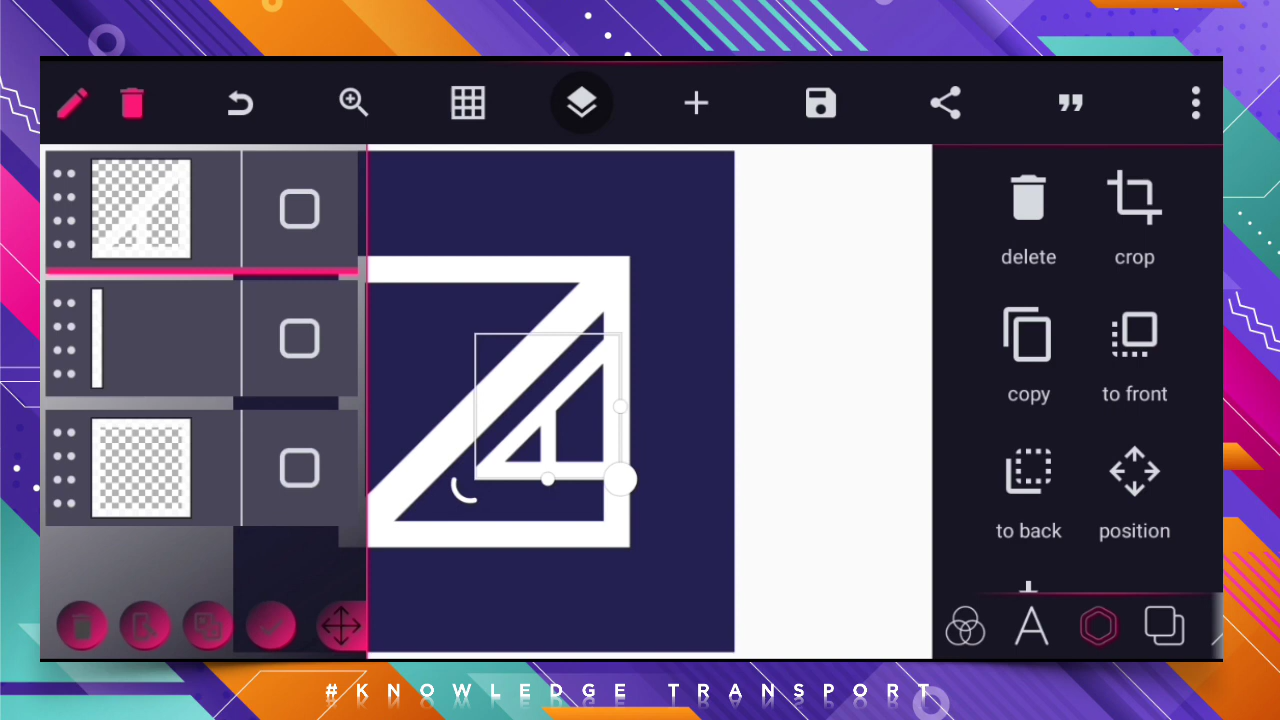 delete
crop
copy
to front
to back
position
#KNOWLEDGE TRANSPORT